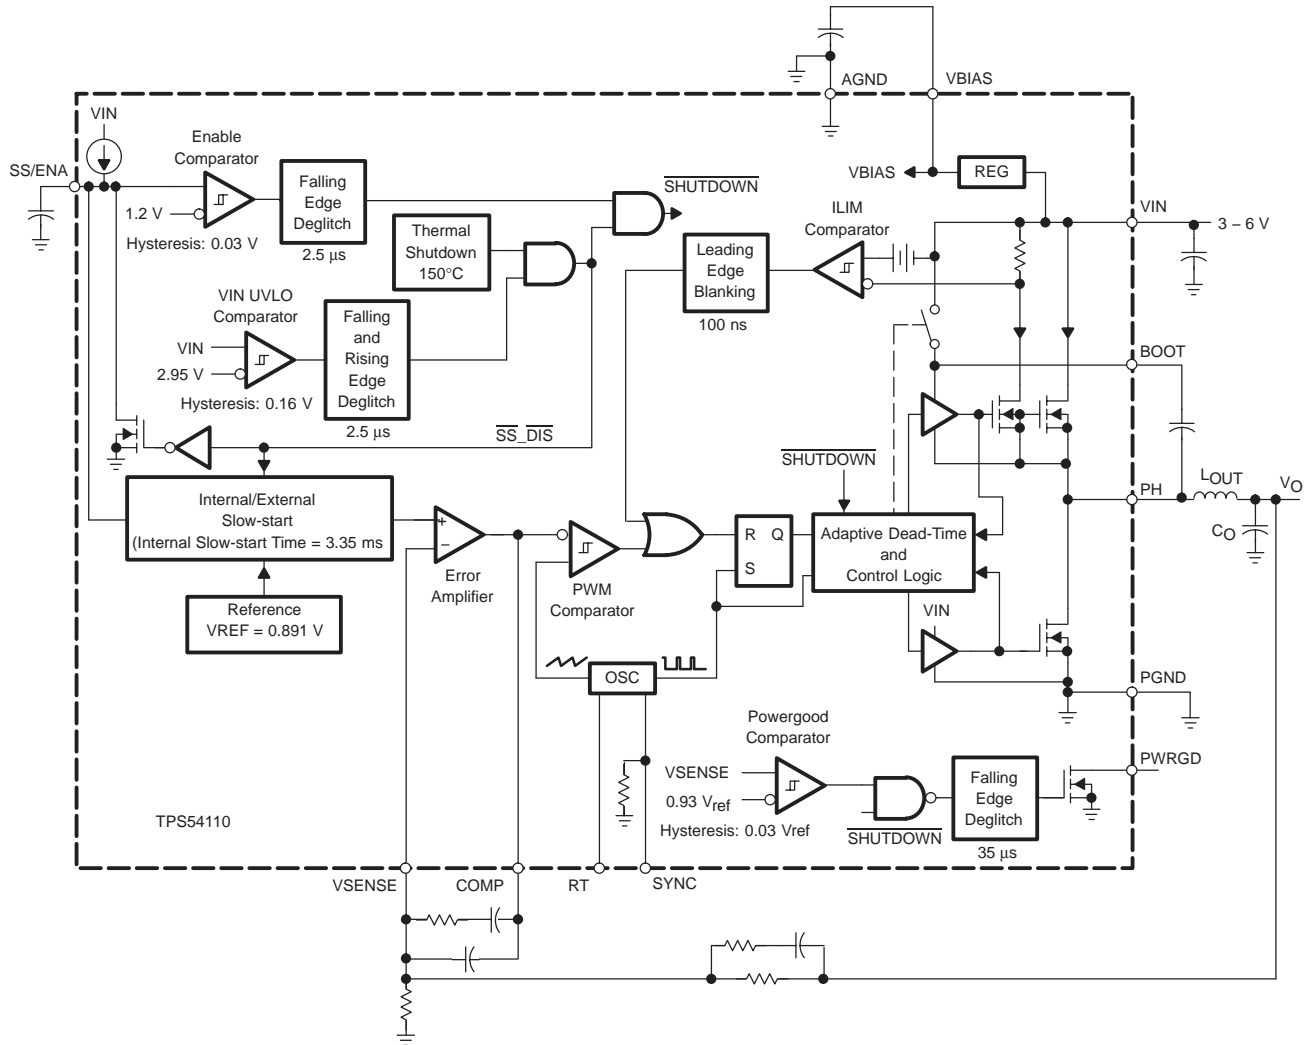 AGND
VBIAS
VIN
Enable
Comparator
SS/ENA
1.2 V
Hysteresis: 0.03 V
Falling
Edge
Deglitch
2.5 μs
SHUTDOWN
VBIAS
REG
VIN
3 – 6 V
Thermal
Shutdown
150°C
ILIM
Comparator
Leading
Edge
Blanking
100 ns
VIN UVLO
Comparator
VIN
2.95 V
Hysteresis: 0.16 V
Falling
and
Rising
Edge
Deglitch
2.5 μs
BOOT
SS_DIS
SHUTDOWN
PH
LOUT
VO
CO
Internal/External
Slow-start
(Internal Slow-start Time = 3.35 ms
+
−
Error
Amplifier
PWM
Comparator
R Q
S
Adaptive Dead-Time
and
Control Logic
Reference
VREF = 0.891 V
VIN
OSC
PGND
Powergood
Comparator
VSENSE
0.93 Vref
Hysteresis: 0.03 Vref
SHUTDOWN
Falling
Edge
Deglitch
35 μs
PWRGD
TPS54110
VSENSE
COMP
RT
SYNC